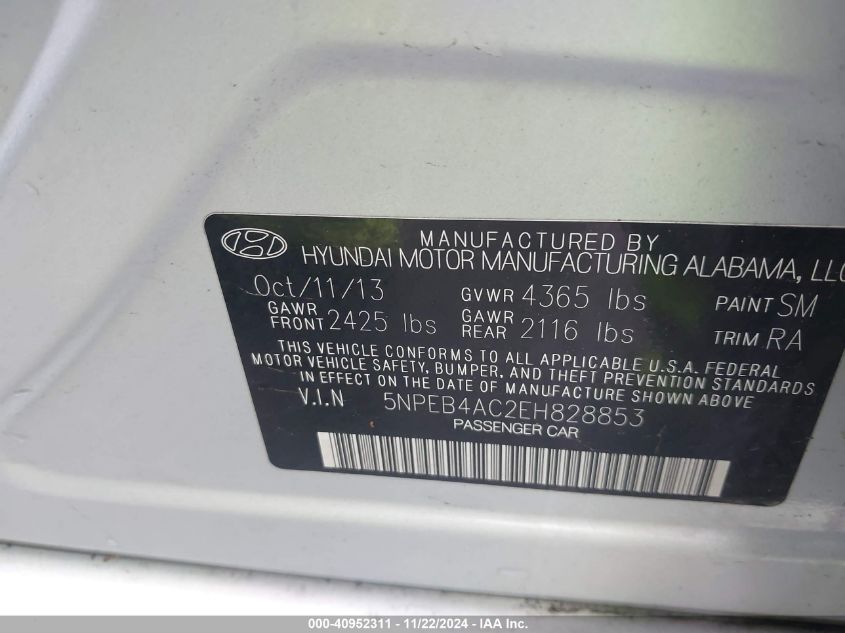 MANUFACTURED BY
HYUNDAI MOTOR MANUFACTURING ALABAMA, LLC
Oct/11/13 GVWR 4365 lbs PAINT SM
GAWR FRONT 2425 lbs GAWR REAR 2116 lbs TRIM RA
THIS VEHICLE CONFORMS TO ALL APPLICABLE U.S.A. FEDERAL
MOTOR VEHICLE SAFETY, BUMPER, AND THEFT PREVENTION STANDARDS
IN EFFECT ON THE DATE OF MANUFACTURE SHOWN ABOVE
V.I.N 5NPEB4AC2EH828853
PASSENGER CAR
000-40952311 - 11/22/2024 - IAA Inc.